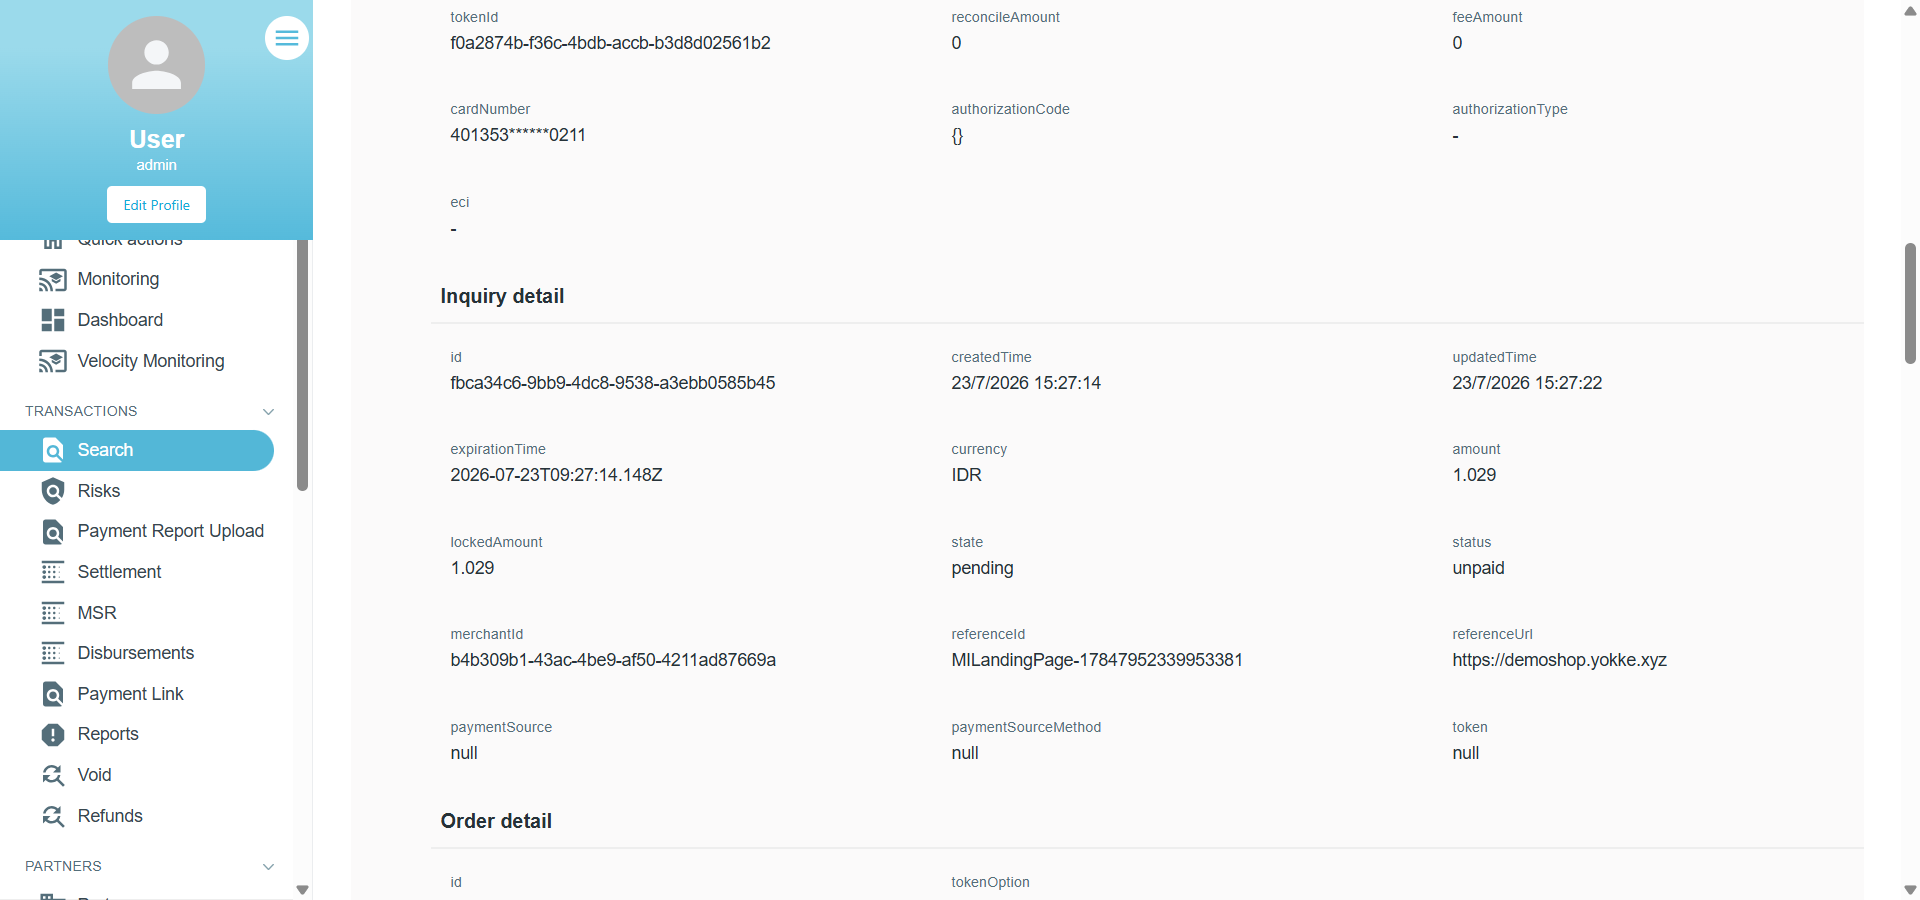 User
admin
Edit Profile
Quick actions
Monitoring
Dashboard
Velocity Monitoring
TRANSACTIONS
Search
Risks
Payment Report Upload
Settlement
MSR
Disbursements
Payment Link
Reports
Void
Refunds
PARTNERS
tokenId reconcileAmount feeAmount
f0a2874b-f36c-4bdb-accb-b3d8d02561b2 0 0
cardNumber authorizationCode authorizationType
401353******0211 {} -
eci
-
Inquiry detail
id createdTime updatedTime
fbca34c6-9bb9-4dc8-9538-a3ebb0585b45 23/7/2026 15:27:14 23/7/2026 15:27:22
expirationTime currency amount
2026-07-23T09:27:14.148Z IDR 1.029
lockedAmount state status
1.029 pending unpaid
merchantId referenceId referenceUrl
b4b309b1-43ac-4be9-af50-4211ad87669a MILandingPage-17847952339953381 https://demoshop.yokke.xyz
paymentSource paymentSourceMethod token
null null null
Order detail
id tokenOption